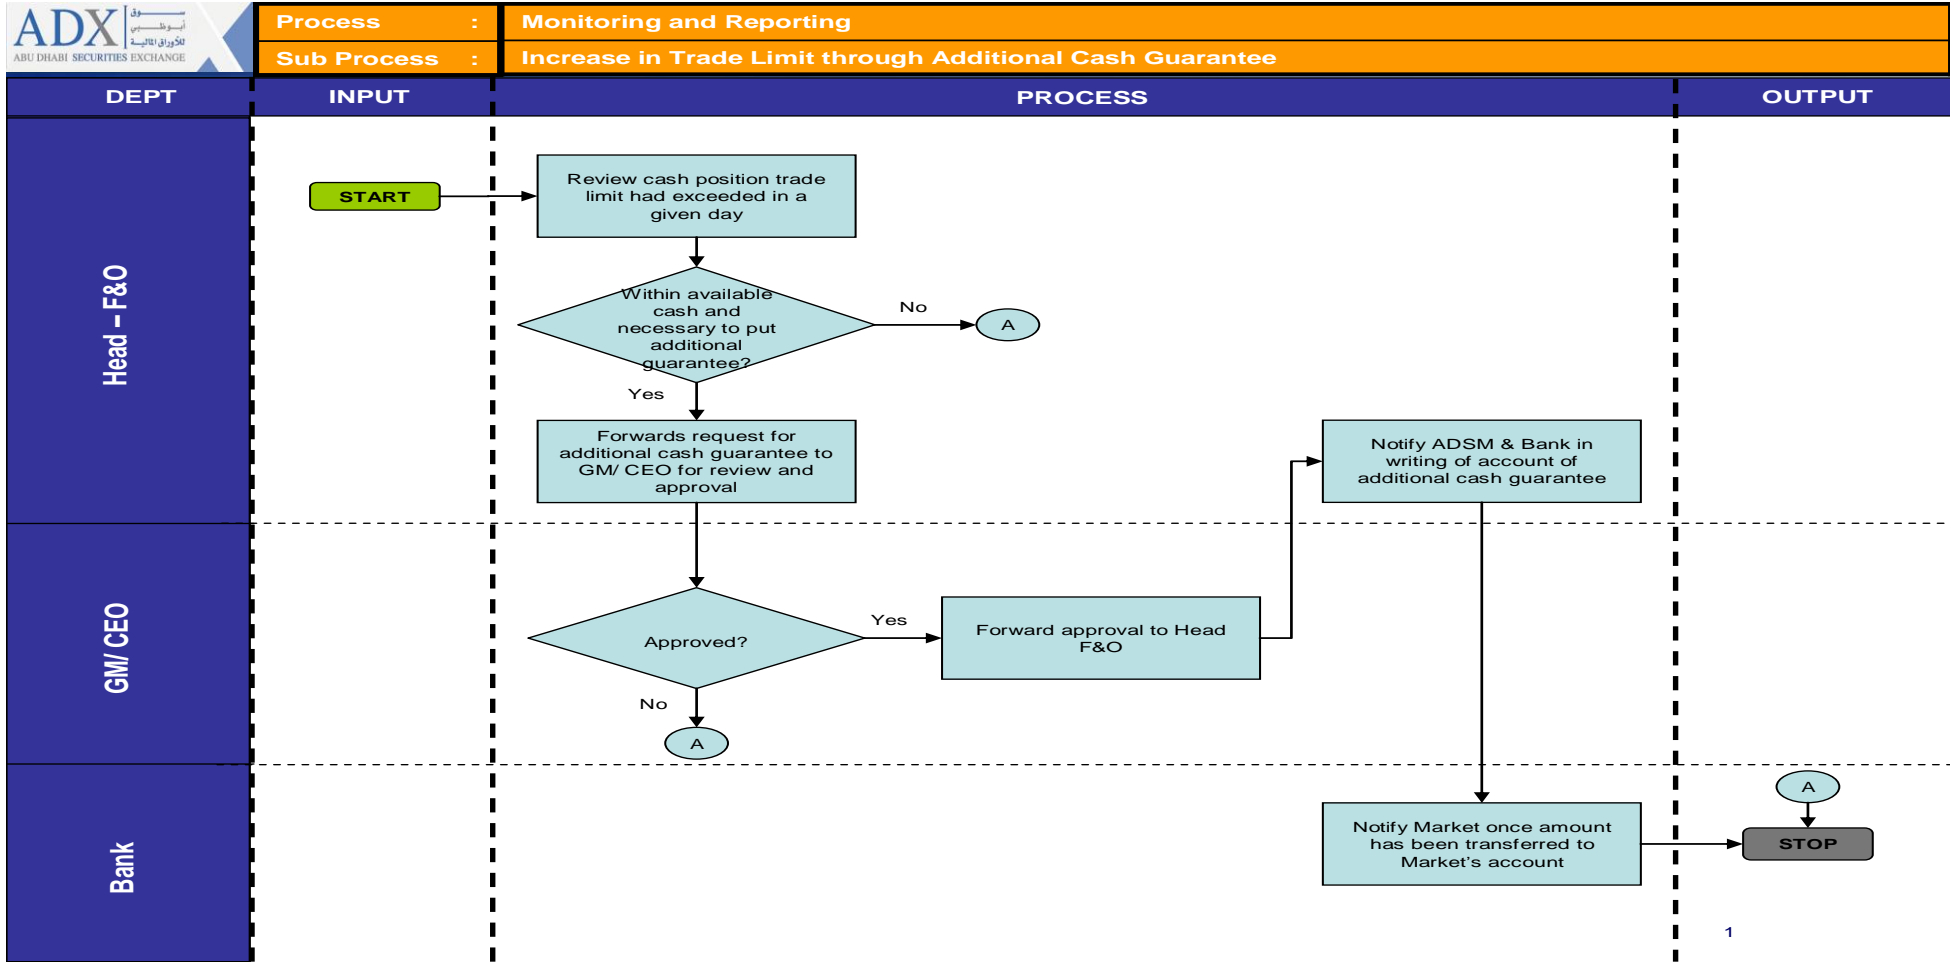 ADX
سـوق
أبـوظـبـي
للأوراق المالية
ABU DHABI SECURITIES EXCHANGE
Process : Monitoring and Reporting
Sub Process : Increase in Trade Limit through Additional Cash Guarantee
DEPT INPUT PROCESS OUTPUT
Head – F&O
START
Review cash position trade
limit had exceeded in a
given day
Within available
cash and
necessary to put
additional
guarantee?
No
A
Yes
Forwards request for
additional cash guarantee to
GM/ CEO for review and
approval
Notify ADSM & Bank in
writing of account of
additional cash guarantee
GM/ CEO
Approved?
Yes
Forward approval to Head
F&O
No
A
Bank
Notify Market once amount
has been transferred to
Market's account
A
STOP
1